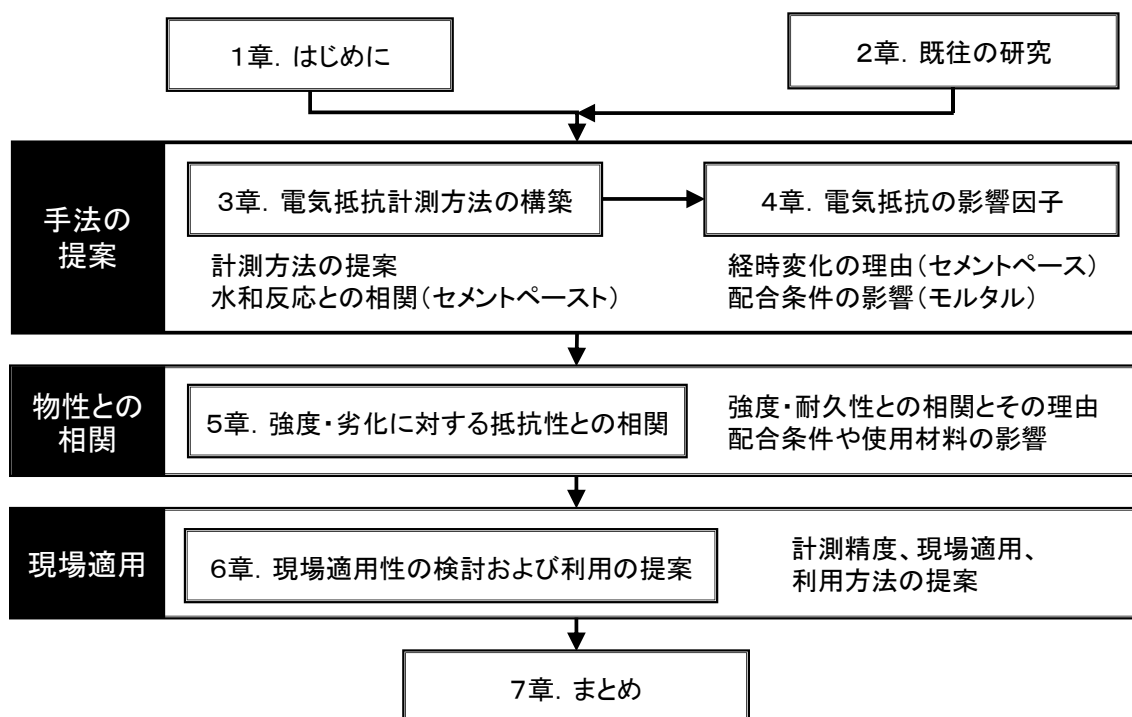 1章．はじめに
2章．既往の研究
手法の
提案
3章．電気抵抗計測方法の構築
4章．電気抵抗の影響因子
計測方法の提案
水和反応との相関（セメントペースト）
経時変化の理由（セメントペース）
配合条件の影響（モルタル）
物性との
相関
5章．強度・劣化に対する抵抗性との相関
強度・耐久性との相関とその理由
配合条件や使用材料の影響
現場適用
6章．現場適用性の検討および利用の提案
計測精度、現場適用、
利用方法の提案
7章．まとめ